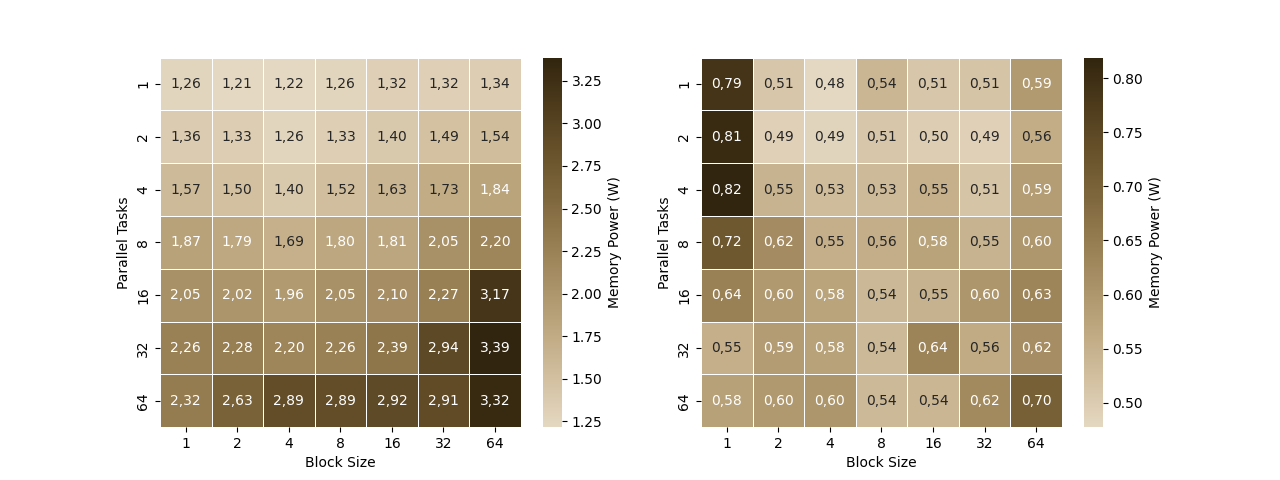 1 1,26 1,21 1,22 1,26 1,32 1,32 1,34
2 1,36 1,33 1,26 1,33 1,40 1,49 1,54
4 1,57 1,50 1,40 1,52 1,63 1,73 1,84
8 1,87 1,79 1,69 1,80 1,81 2,05 2,20
16 2,05 2,02 1,96 2,05 2,10 2,27 3,17
32 2,26 2,28 2,20 2,26 2,39 2,94 3,39
64 2,32 2,63 2,89 2,89 2,92 2,91 3,32
1 2 4 8 16 32 64
Block Size
Parallel Tasks
3.25
3.00
2.75
2.50
2.25
2.00
1.75
1.50
1.25
Memory Power (W)
1 0,79 0,51 0,48 0,54 0,51 0,51 0,59
2 0,81 0,49 0,49 0,51 0,50 0,49 0,56
4 0,82 0,55 0,53 0,53 0,55 0,51 0,59
8 0,72 0,62 0,55 0,56 0,58 0,55 0,60
16 0,64 0,60 0,58 0,54 0,55 0,60 0,63
32 0,55 0,59 0,58 0,54 0,64 0,56 0,62
64 0,58 0,60 0,60 0,54 0,54 0,62 0,70
1 2 4 8 16 32 64
Block Size
Parallel Tasks
0.80
0.75
0.70
0.65
0.60
0.55
0.50
Memory Power (W)